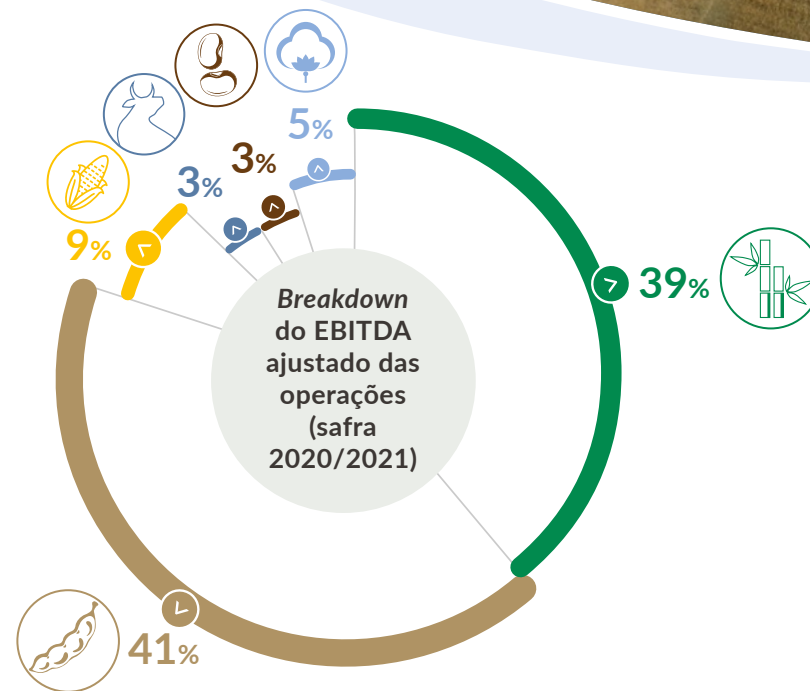 5%
3%
3%
9%
39%
Breakdown
do EBITDA
ajustado das
operações
(safra
2020/2021)
41%